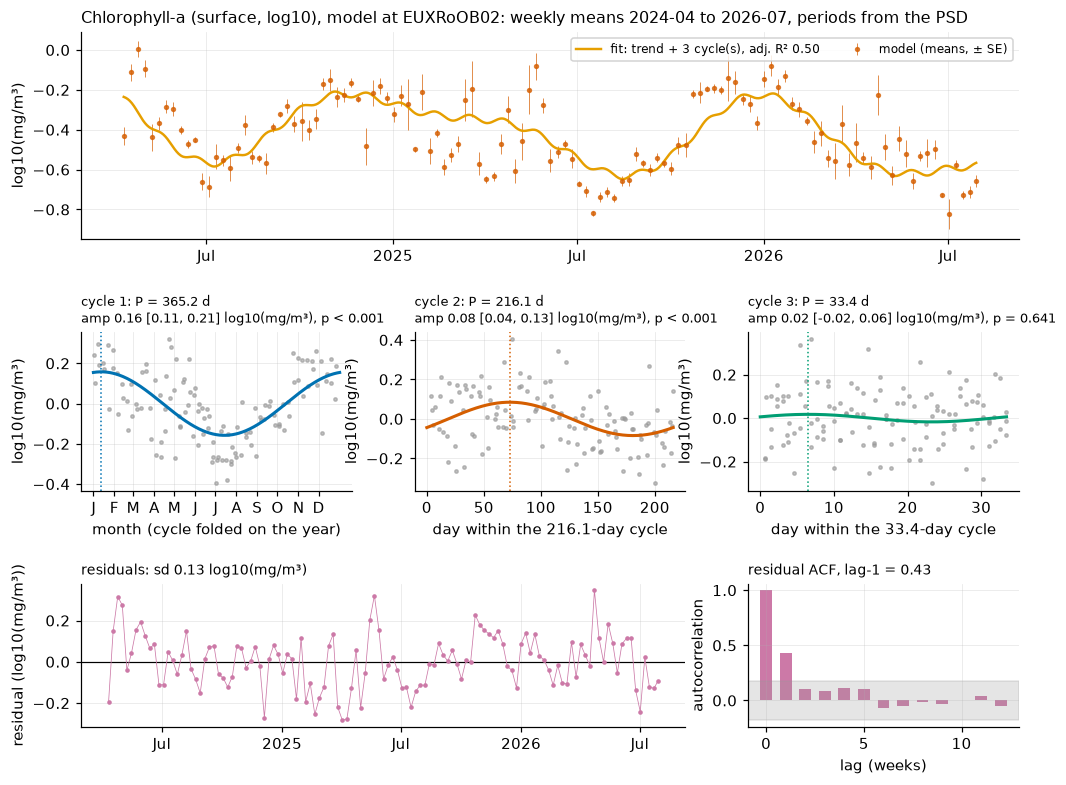 Chlorophyll-a (surface, log10), model at EUXRoOB02: weekly means 2024-04 to 2026-07, periods from the PSD
fit: trend + 3 cycle(s), adj. R² 0.50
model (means, ± SE)
log10(mg/m³)
0.0
−0.2
−0.4
−0.6
−0.8
Jul
2025
Jul
2026
Jul
cycle 1: P = 365.2 d
amp 0.16 [0.11, 0.21] log10(mg/m³), p < 0.001
log10(mg/m³)
0.2
0.0
−0.2
−0.4
J F M A M J J A S O N D
month (cycle folded on the year)
cycle 2: P = 216.1 d
amp 0.08 [0.04, 0.13] log10(mg/m³), p < 0.001
log10(mg/m³)
0.4
0.2
0.0
−0.2
0 50 100 150 200
day within the 216.1-day cycle
cycle 3: P = 33.4 d
amp 0.02 [-0.02, 0.06] log10(mg/m³), p = 0.641
log10(mg/m³)
0.2
0.0
−0.2
0 10 20 30
day within the 33.4-day cycle
residuals: sd 0.13 log10(mg/m³)
residual (log10(mg/m³))
0.2
0.0
−0.2
Jul 2025 Jul 2026 Jul
residual ACF, lag-1 = 0.43
autocorrelation
1.0
0.5
0.0
0 5 10
lag (weeks)